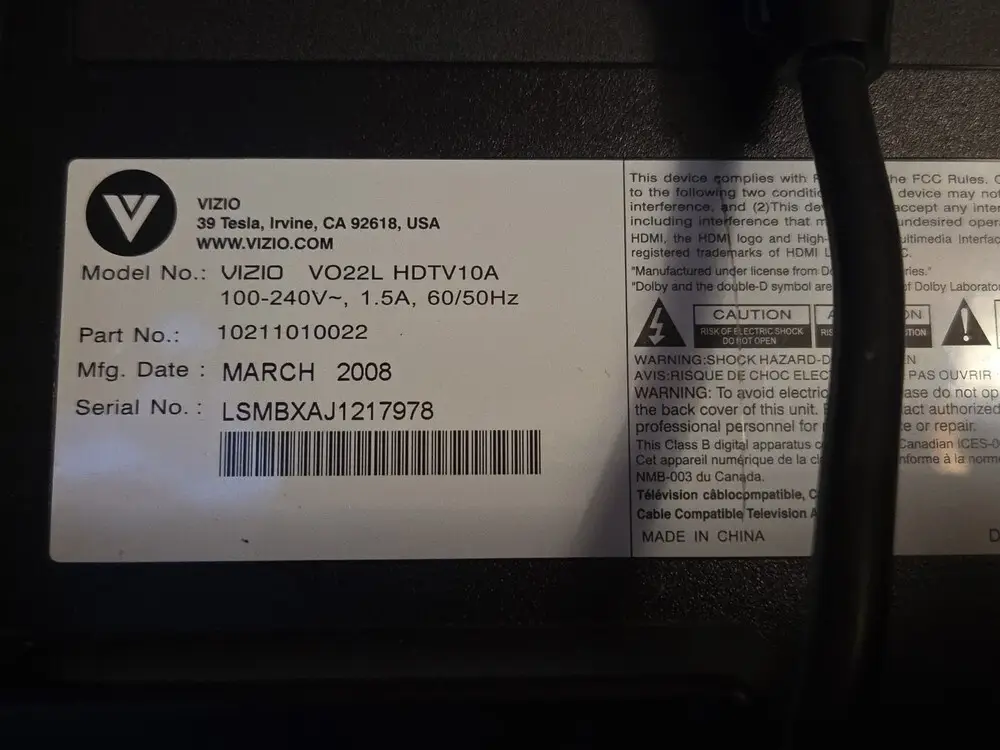 VIZIO
39 Tesla, Irvine, CA 92618, USA
WWW.VIZIO.COM
Model No.: VIZIO VO22L HDTV10A
100-240V~, 1.5A, 60/50Hz
Part No.: 10211010022
Mfg. Date : MARCH 2008
Serial No. : LSMBXAJ1217978
This device complies with the FCC Rules.
to the following two device may not
interference, and (2)This accept any
including interference that undesired
HDMI, the HDMI logo and High-
registered trademarks of HDMI
"Manufactured under license from
"Dolby and the double-D symbol are of Dolby
CAUTION
RISK OF ELECTRIC SHOCK
DO NOT OPEN
WARNING:SHOCK
AVIS:RISQUE DE CHOC PAS OUVRIR
WARNING: To avoid do not
the back cover of this unit. authorized
professional personnel for or repair.
This Class B digital apparatus Canadian
Cet appareil numérique de la à la
NMB-003 du Canada.
Télévision câblocompatible,
Cable Compatible Television
MADE IN CHINA